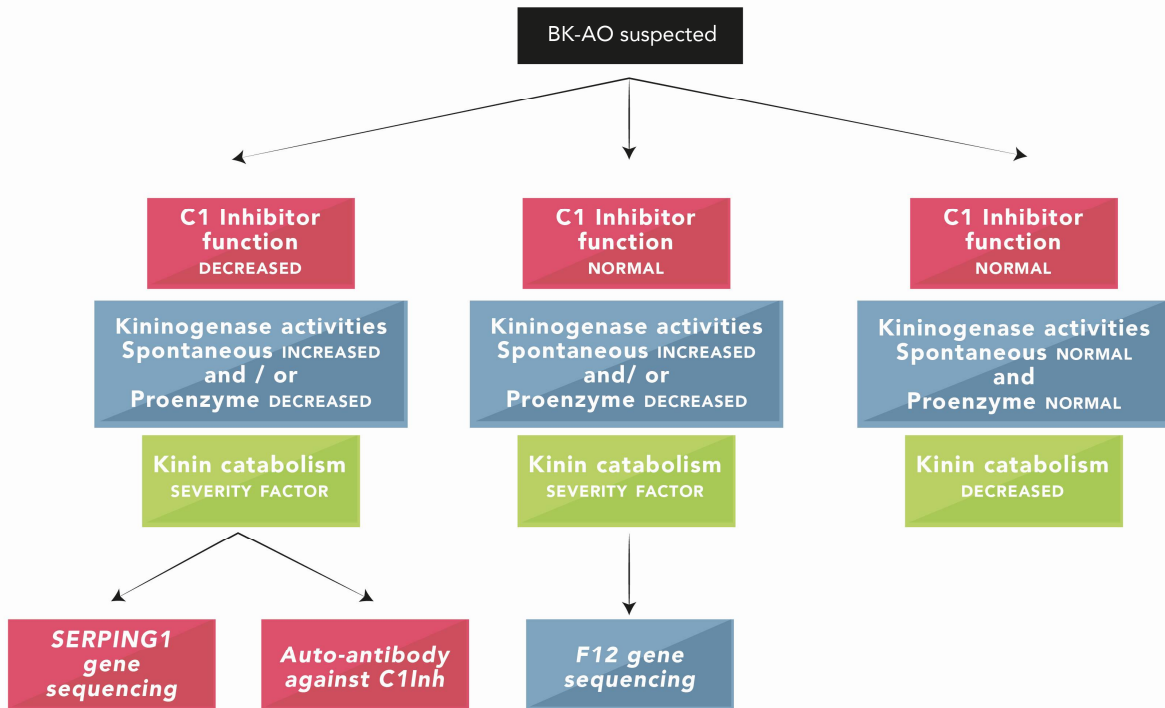 BK-AO suspected
C1 Inhibitor
function
DECREASED
C1 Inhibitor
function
NORMAL
C1 Inhibitor
function
NORMAL
Kininogenase activities
Spontaneous INCREASED
and / or
Proenzyme DECREASED
Kininogenase activities
Spontaneous INCREASED
and/ or
Proenzyme DECREASED
Kininogenase activities
Spontaneous NORMAL
and
Proenzyme NORMAL
Kinin catabolism
SEVERITY FACTOR
Kinin catabolism
SEVERITY FACTOR
Kinin catabolism
DECREASED
SERPING1
gene
sequencing
Auto-antibody
against C1Inh
F12 gene
sequencing